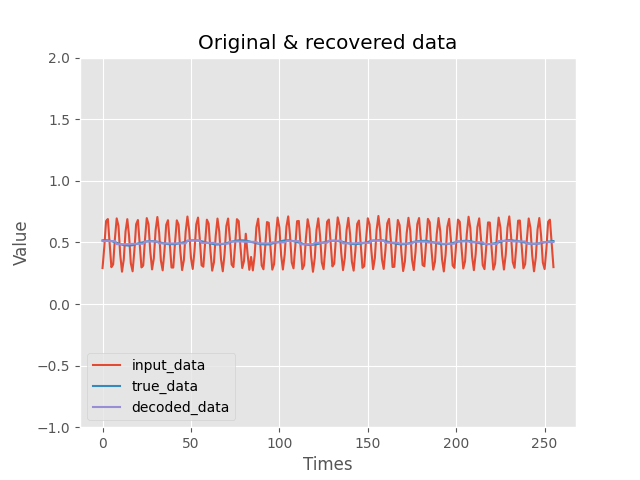 Original & recovered data
2.0
1.5
1.0
0.5
0.0
−0.5
−1.0
Value
input_data
true_data
decoded_data
0 50 100 150 200 250
Times